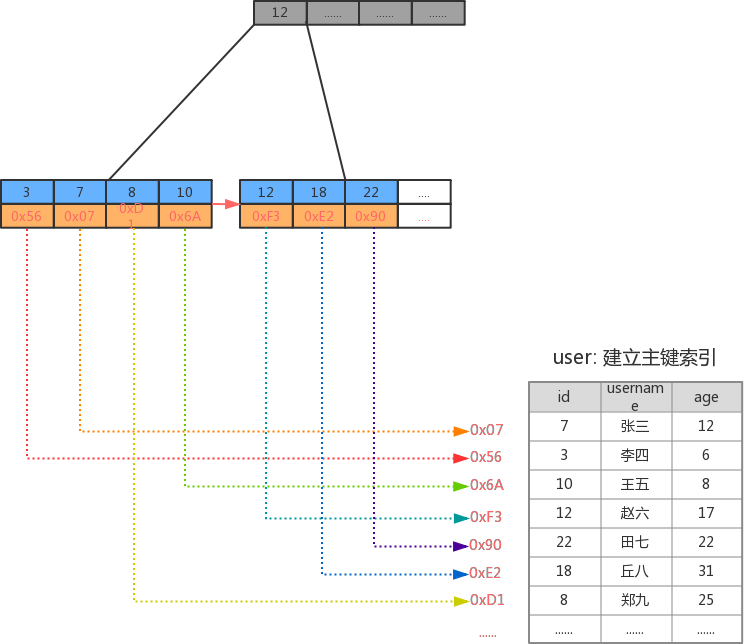 12 ...... ...... ......
3 7 8 10 12 18 22 ....
0x56 0x07 0xD1 0x6A 0xF3 0xE2 0x90 ....
user: 建立主键索引
id username age
0x07 7 张三 12
0x56 3 李四 6
0x6A 10 王五 8
0xF3 12 赵六 17
0x90 22 田七 22
0xE2 18 丘八 31
0xD1 8 郑九 25
...... ...... ...... ......